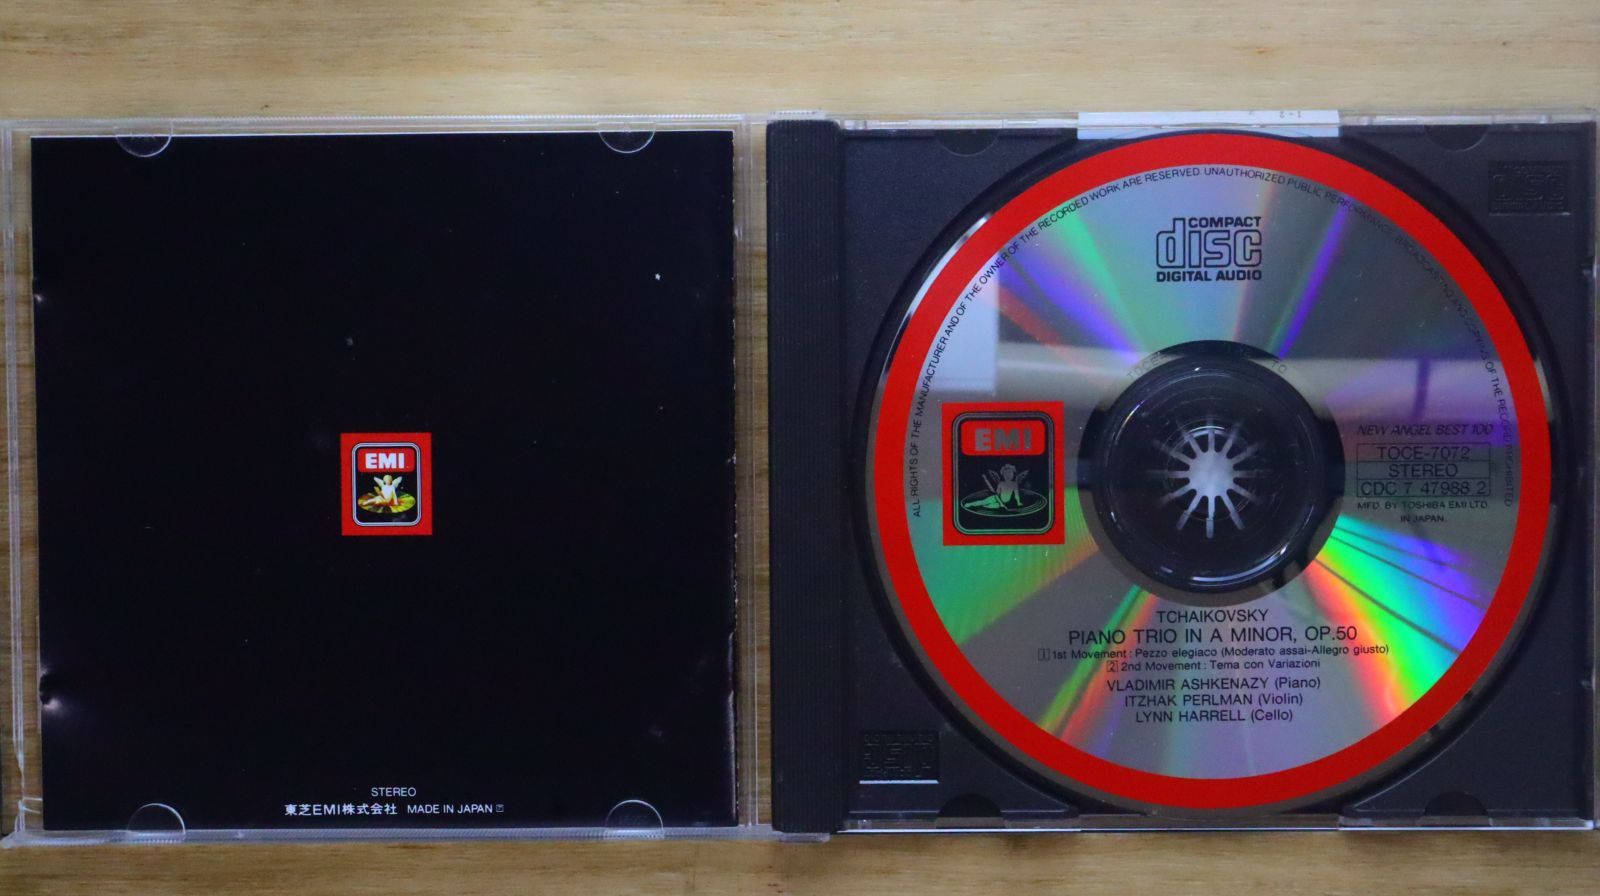 EMI
STEREO
東芝EMI株式会社 MADE IN JAPAN
ALL RIGHTS OF THE MANUFACTURER AND OF THE OWNER OF THE RECORDED WORK ARE RESERVED. UNAUTHORIZED PUBLIC PERFORMANCE, BROADCASTING AND COPYING OF THE RECORD PROHIBITED
COMPACT
disc
DIGITAL AUDIO
EMI
NEW ANGEL BEST 100
TOCE-7072
STEREO
CDC 7 47988 2
MFD. BY TOSHIBA EMI LTD.
IN JAPAN.
TCHAIKOVSKY
PIANO TRIO IN A MINOR, OP.50
1 1st Movement : Pezzo elegiaco (Moderato assai-Allegro giusto)
2 2nd Movement : Tema con Variazioni
VLADIMIR ASHKENAZY (Piano)
ITZHAK PERLMAN (Violin)
LYNN HARRELL (Cello)